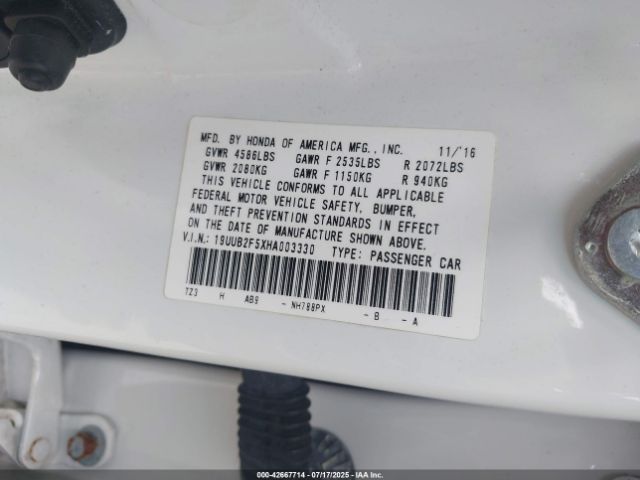 MFD. BY HONDA OF AMERICA MFG., INC. 11/'16
GVWR 4586LBS GAWR F 2535LBS R 2072LBS
GVWR 2080KG GAWR F 1150KG R 940KG
THIS VEHICLE CONFORMS TO ALL APPLICABLE
FEDERAL MOTOR VEHICLE SAFETY, BUMPER,
AND THEFT PREVENTION STANDARDS IN EFFECT
ON THE DATE OF MANUFACTURE SHOWN ABOVE.
V.I.N.: 19UUB2F5XHA003330 TYPE: PASSENGER CAR
TZ3 H AB9 - NH788PX - B - A
000-42667714 - 07/17/2025 - IAA Inc.